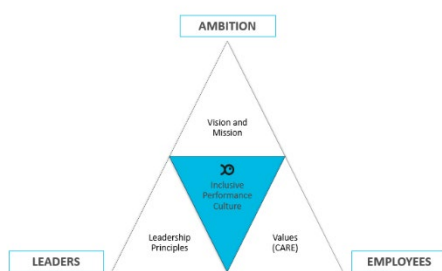 AMBITION
Vision and
Mission
Inclusive
Performance
Culture
Leadership
Principles
Values
(CARE)
LEADERS
EMPLOYEES